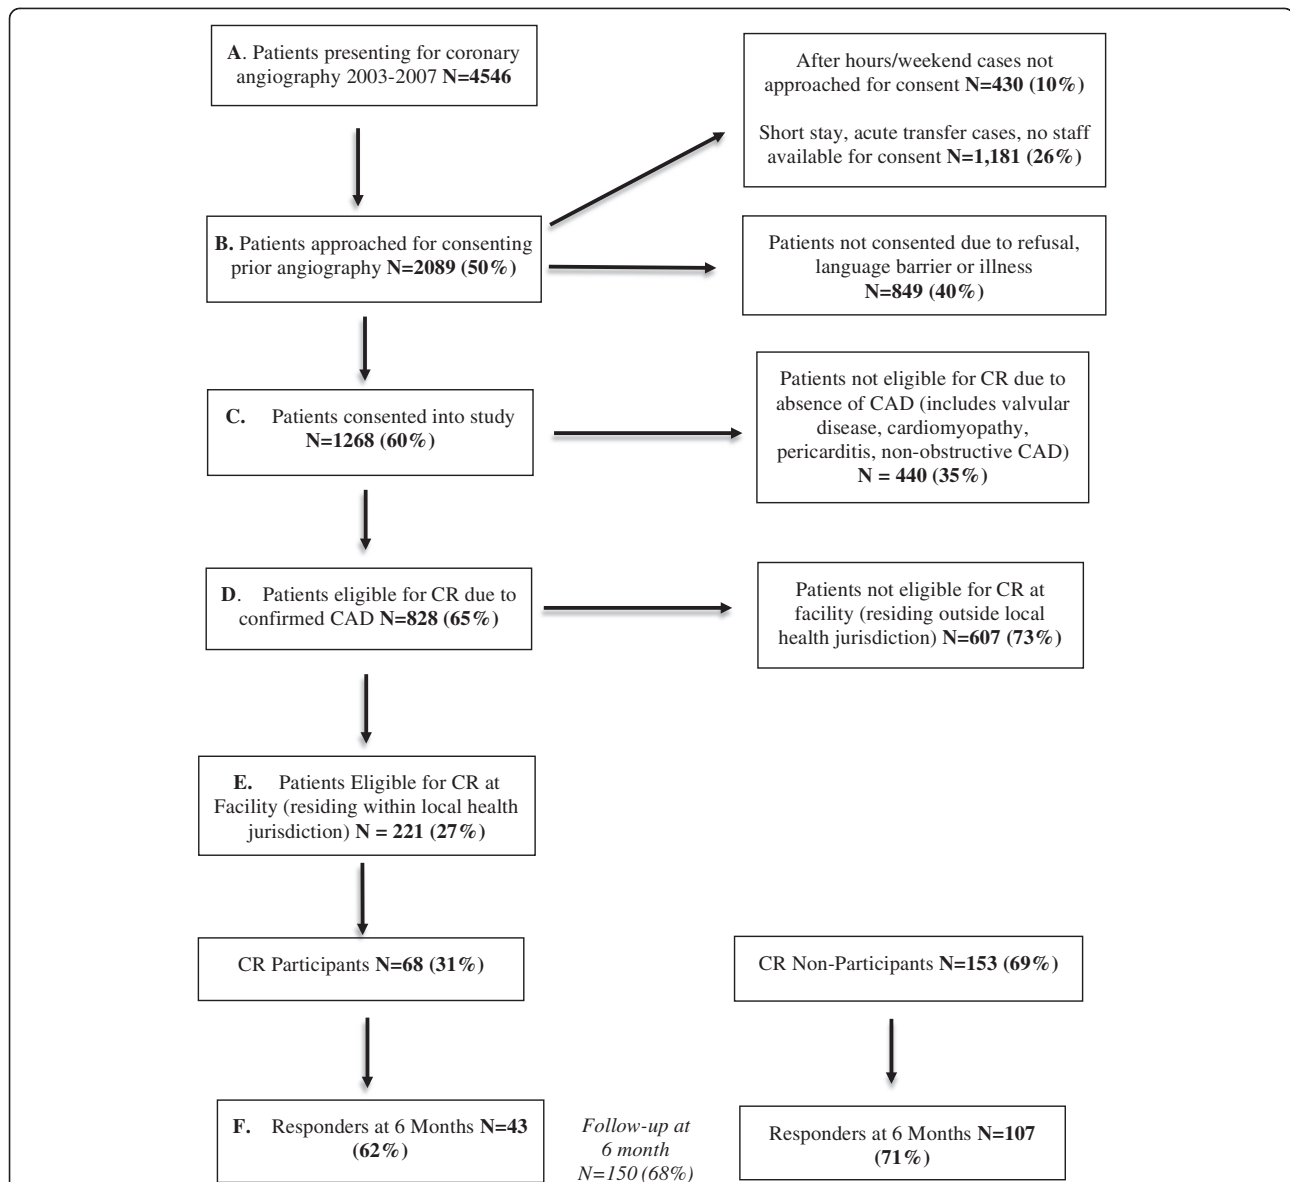 A. Patients presenting for coronary
angiography 2003-2007 N=4546
After hours/weekend cases not
approached for consent N=430 (10%)
Short stay, acute transfer cases, no staff
available for consent N=1,181 (26%)
B. Patients approached for consenting
prior angiography N=2089 (50%)
Patients not consented due to refusal,
language barrier or illness
N=849 (40%)
C. Patients consented into study
N=1268 (60%)
Patients not eligible for CR due to
absence of CAD (includes valvular
disease, cardiomyopathy,
pericarditis, non-obstructive CAD)
N = 440 (35%)
D. Patients eligible for CR due to
confirmed CAD N=828 (65%)
Patients not eligible for CR at
facility (residing outside local
health jurisdiction) N=607 (73%)
E. Patients Eligible for CR at
Facility (residing within local health
jurisdiction) N = 221 (27%)
CR Participants N=68 (31%)
CR Non-Participants N=153 (69%)
F. Responders at 6 Months N=43
(62%)
Follow-up at
6 month
N=150 (68%)
Responders at 6 Months N=107
(71%)